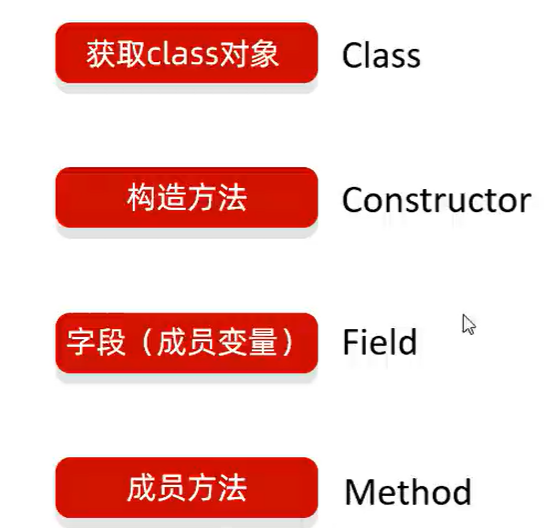 获取class对象 Class
构造方法 Constructor
字段（成员变量） Field
成员方法 Method